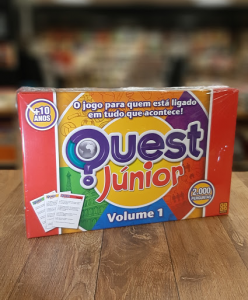 +10
ANOS
O jogo para quem está ligado
em tudo que acontece!
Quest
Júnior
Volume 1
2.000